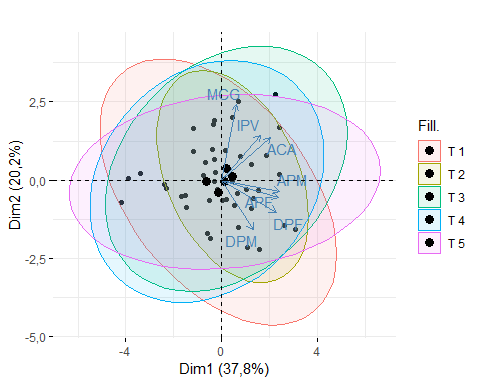 MCG
IPV
ACA
APM
APF
DPF
DPM
2,5
0,0
-2,5
-5,0
-4
0
4
Dim1 (37,8%)
Dim2 (20,2%)
Fill.
T 1
T 2
T 3
T 4
T 5